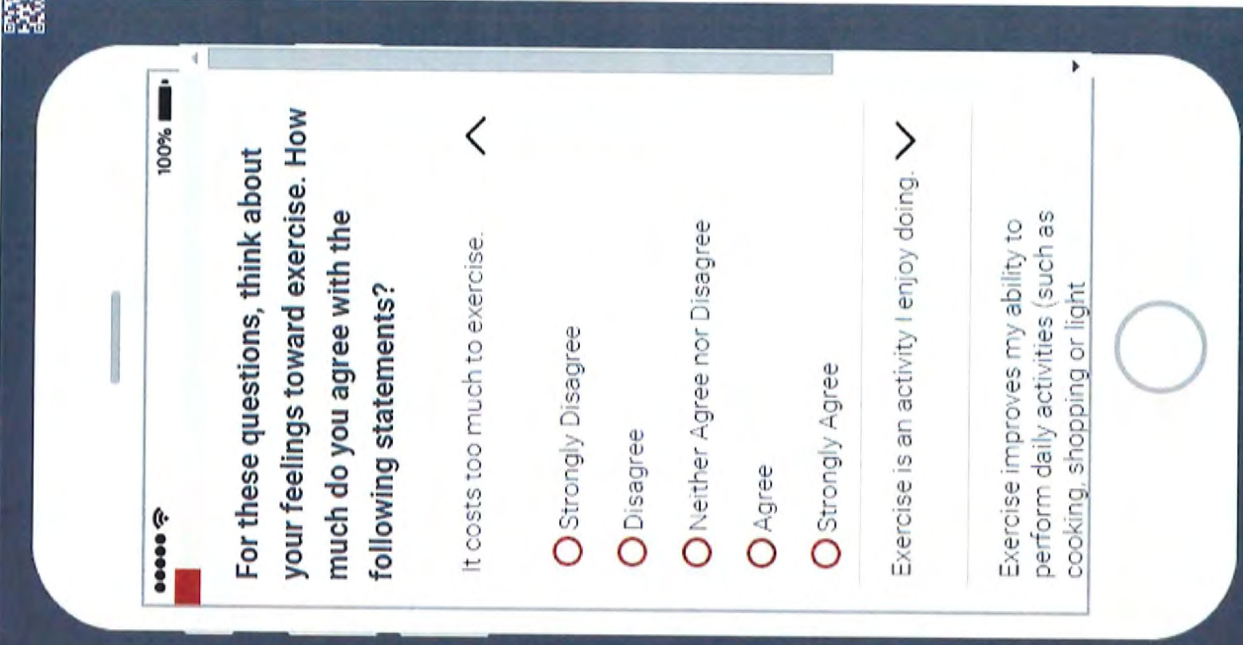 100%
For these questions, think about
your feelings toward exercise. How
much do you agree with the
following statements?
It costs too much to exercise.
Strongly Disagree
Disagree
Neither Agree nor Disagree
Agree
Strongly Agree
Exercise is an activity I enjoy doing.
Exercise improves my ability to
perform daily activities (such as
cooking, shopping or light